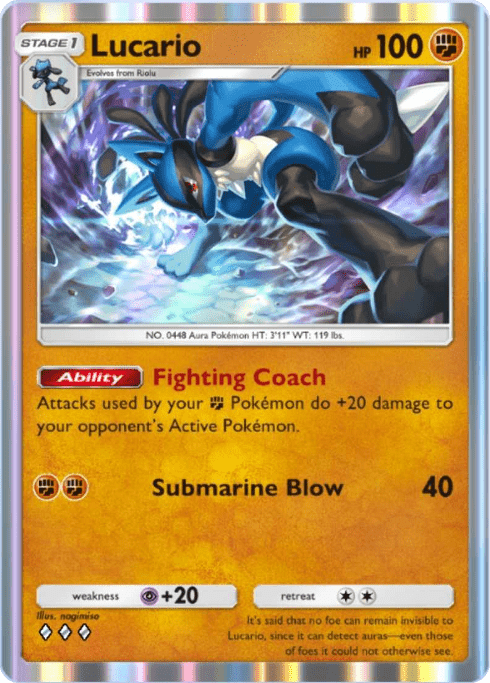 STAGE 1
Lucario
HP 100
Evolves from Riolu
NO. 0448 Aura Pokémon HT: 3'11" WT: 119 lbs.
Ability Fighting Coach
Attacks used by your Pokémon do +20 damage to
your opponent's Active Pokémon.
Submarine Blow 40
weakness +20
retreat
Illus. nagimiso
It's said that no foe can remain invisible to
Lucario, since it can detect auras—even those
of foes it could not otherwise see.